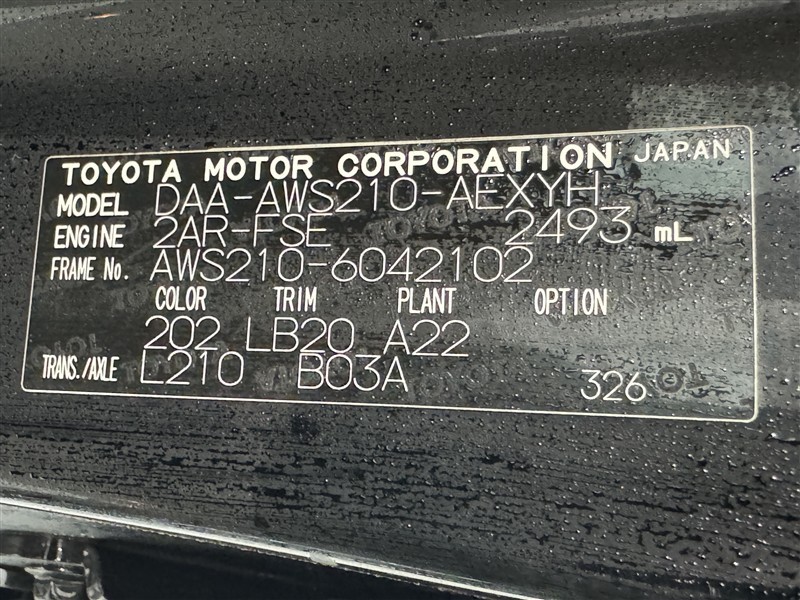 TOYOTA MOTOR CORPORATION JAPAN
MODEL DAA-AWS210-AEXYH
ENGINE 2AR-FSE 2493 mL
FRAME No. AWS210-6042102
COLOR TRIM PLANT OPTION
202 LB20 A22
TRANS./AXLE L210 B03A 326